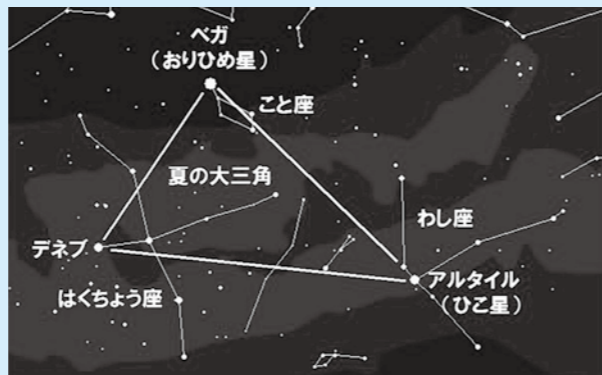 ベガ
(おりひめ星)
こと座
夏の大三角
わし座
デネブ
はくちょう座
アルタイル
(ひこ星)